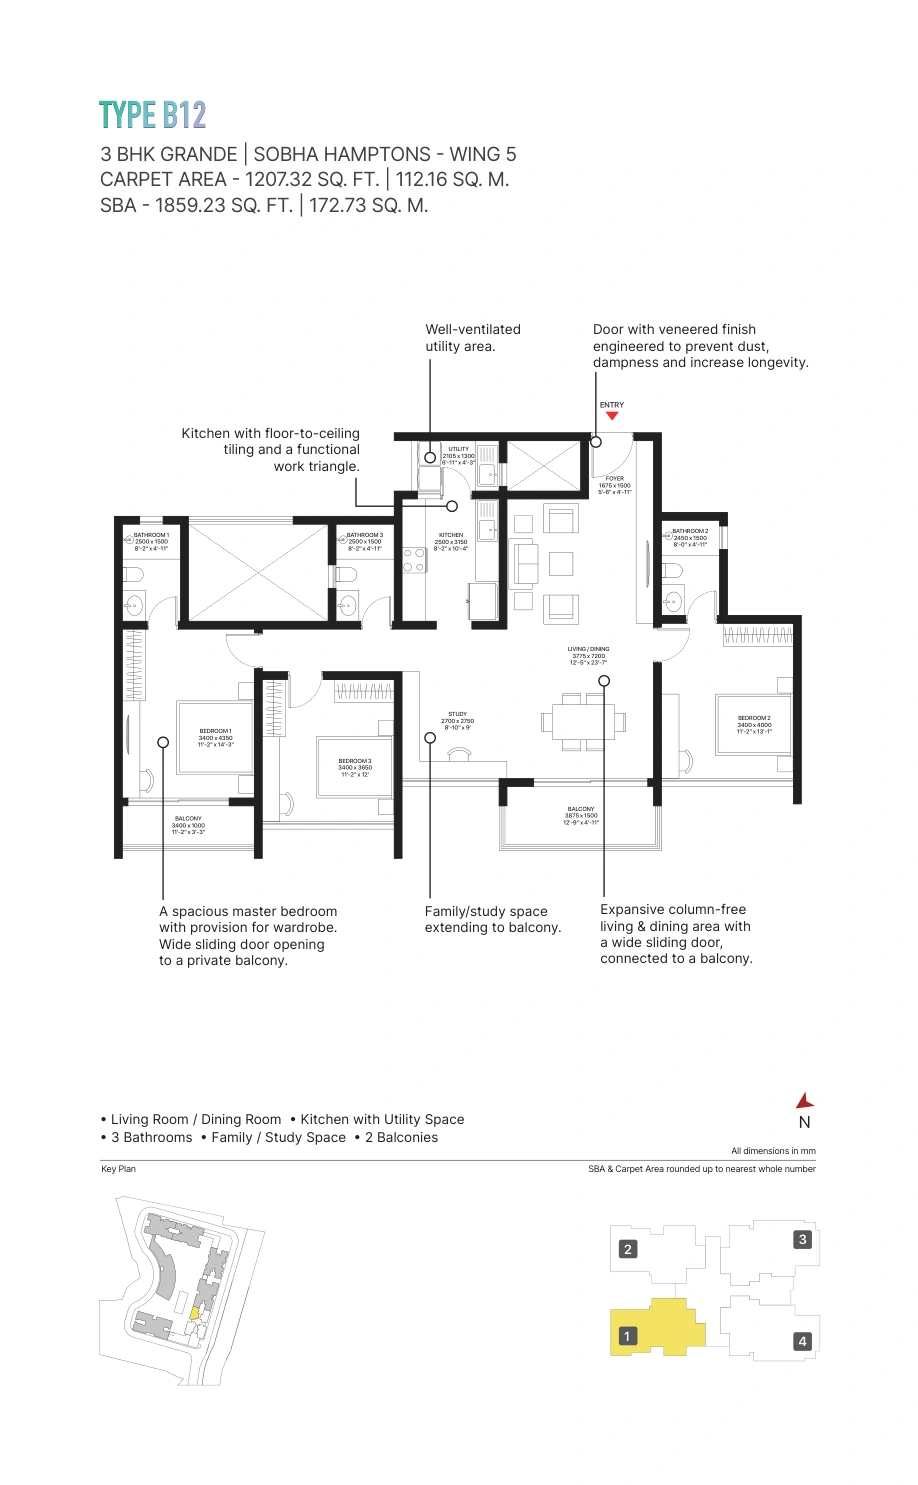 TYPE B12
3 BHK GRANDE | SOBHA HAMPTONS - WING 5
CARPET AREA - 1207.32 SQ. FT. | 112.16 SQ. M.
SBA - 1859.23 SQ. FT. | 172.73 SQ. M.
Well-ventilated
utility area.
Door with veneered finish
engineered to prevent dust,
dampness and increase longevity.
ENTRY
Kitchen with floor-to-ceiling
tiling and a functional
work triangle.
UTILITY
2105 x 1300
6'-11" x 4'-3"
FOYER
1675 x 1500
5'-6" x 4'-11"
BATHROOM 1
2500 x 1500
8'-2" x 4'-11"
BATHROOM 3
2500 x 1500
8'-2" x 4'-11"
KITCHEN
2500 x 3150
8'-2" x 10'-4"
BATHROOM 2
2450 x 1500
8'-0" x 4'-11"
LIVING / DINING
3775 x 7200
12'-5" x 23'-7"
STUDY
2700 x 2750
8'-10" x 9'
BEDROOM 1
3400 x 4350
11'-2" x 14'-3"
BEDROOM 2
3400 x 4000
11'-2" x 13'-1"
BEDROOM 3
3400 x 3650
11'-2" x 12'
BALCONY
3400 x 1000
11'-2" x 3'-3"
BALCONY
3875 x 1500
12'-9" x 4'-11"
A spacious master bedroom
with provision for wardrobe.
Wide sliding door opening
to a private balcony.
Family/study space
extending to balcony.
Expansive column-free
living & dining area with
a wide sliding door,
connected to a balcony.
• Living Room / Dining Room • Kitchen with Utility Space
• 3 Bathrooms • Family / Study Space • 2 Balconies
N
All dimensions in mm
Key Plan
SBA & Carpet Area rounded up to nearest whole number
2
3
1
4